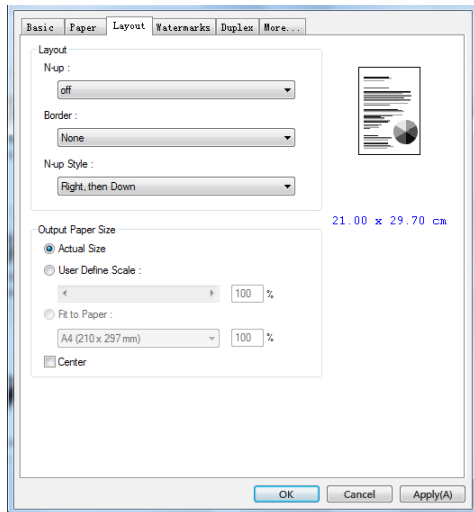 Basic Paper Layout Watermarks Duplex More...
Layout
N-up :
off
Border :
None
N-up Style :
Right, then Down
21.00 x 29.70 cm
Output Paper Size
Actual Size
User Define Scale :
100 %
Fit to Paper :
A4 (210 x 297 mm) 100 %
Center
OK Cancel Apply(A)